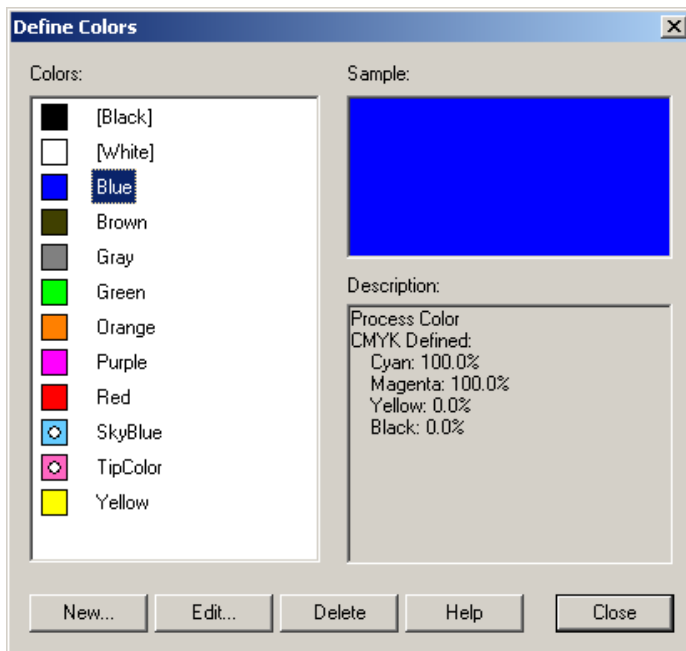 Define Colors
Colors:
[Black]
[White]
Blue
Brown
Gray
Green
Orange
Purple
Red
SkyBlue
TipColor
Yellow
Sample:
Description:
Process Color
CMYK Defined:
Cyan: 100.0%
Magenta: 100.0%
Yellow: 0.0%
Black: 0.0%
New... Edit... Delete Help Close